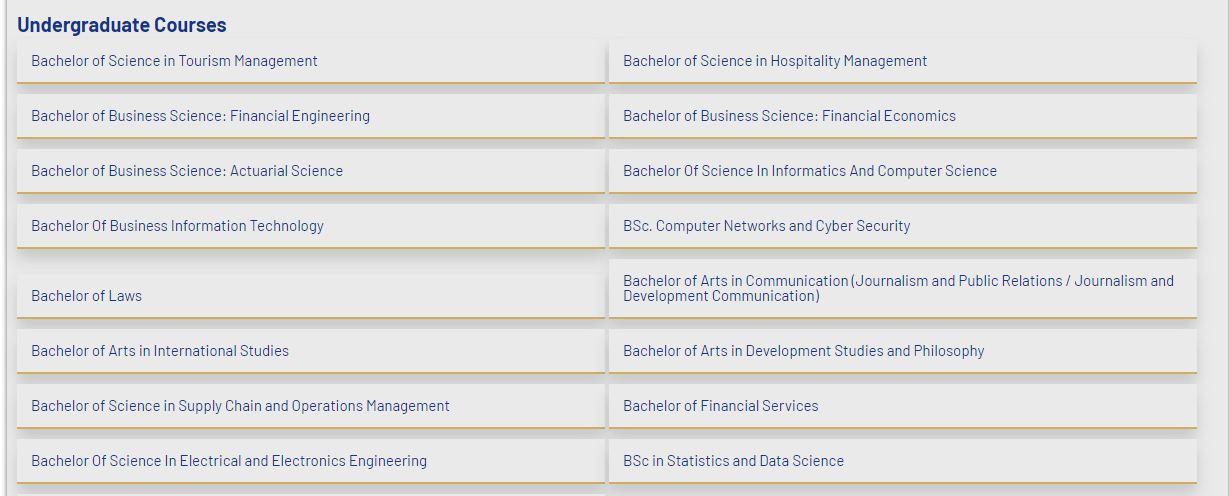 Undergraduate Courses
Bachelor of Science in Tourism Management
Bachelor of Science in Hospitality Management
Bachelor of Business Science: Financial Engineering
Bachelor of Business Science: Financial Economics
Bachelor of Business Science: Actuarial Science
Bachelor Of Science In Informatics And Computer Science
Bachelor Of Business Information Technology
BSc. Computer Networks and Cyber Security
Bachelor of Laws
Bachelor of Arts in Communication (Journalism and Public Relations / Journalism and
Development Communication)
Bachelor of Arts in International Studies
Bachelor of Arts in Development Studies and Philosophy
Bachelor of Science in Supply Chain and Operations Management
Bachelor of Financial Services
Bachelor Of Science In Electrical and Electronics Engineering
BSc in Statistics and Data Science